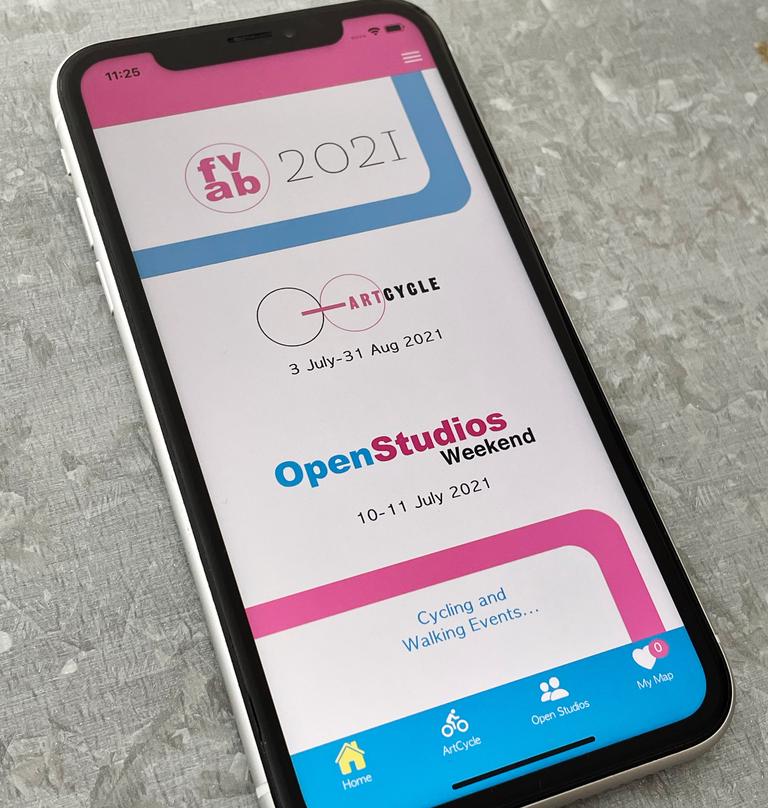 11:25
fy
ab
2021
ARTCYCLE
3 July-31 Aug 2021
OpenStudios
Weekend
10-11 July 2021
Cycling and
Walking Events...
0
Home
ArtCycle
Open Studios
My Map